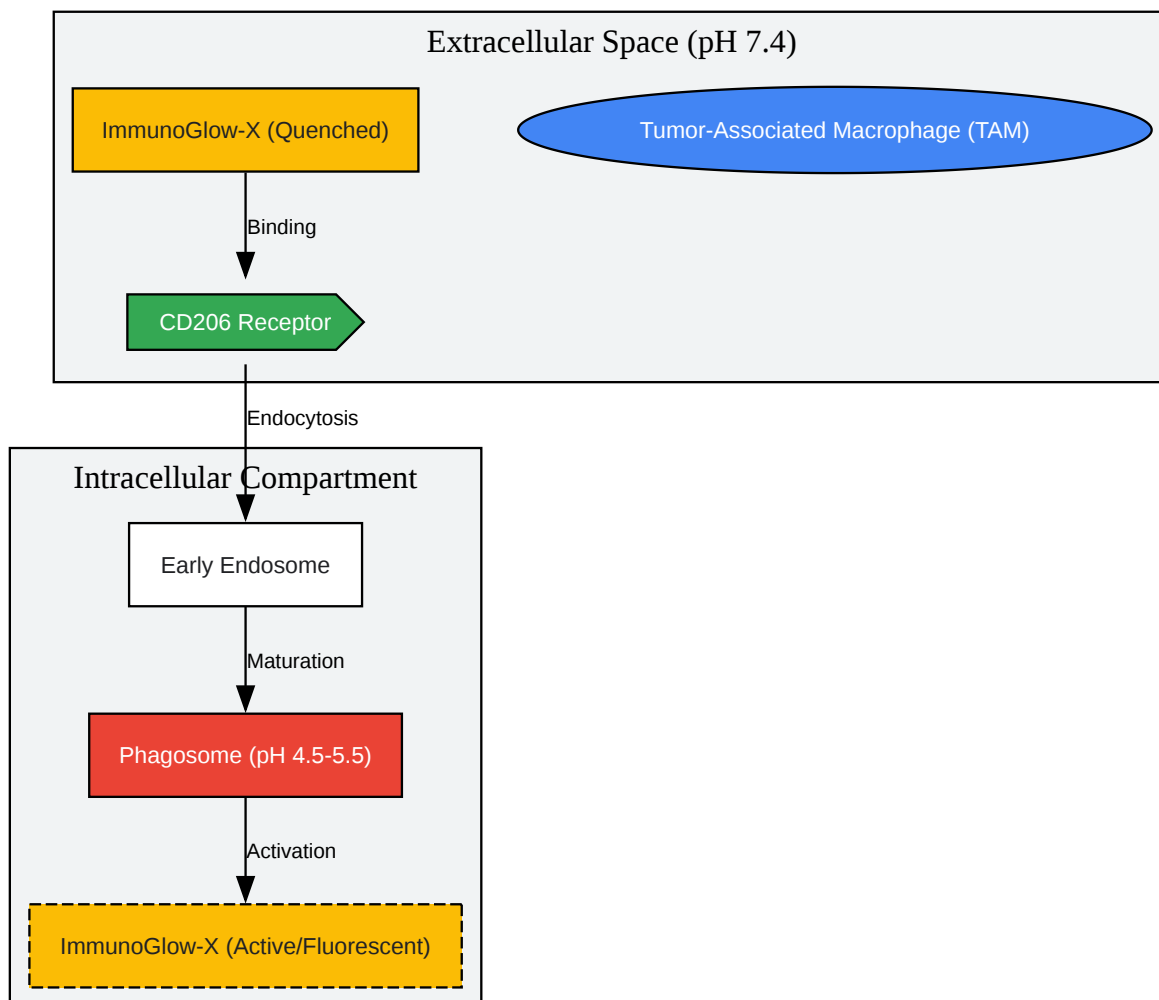 Extracellular Space (pH 7.4)
ImmunoGlow-X (Quenched)
Tumor-Associated Macrophage (TAM)
Binding
CD206 Receptor
Endocytosis
Intracellular Compartment
Early Endosome
Maturation
Phagosome (pH 4.5-5.5)
Activation
ImmunoGlow-X (Active/Fluorescent)